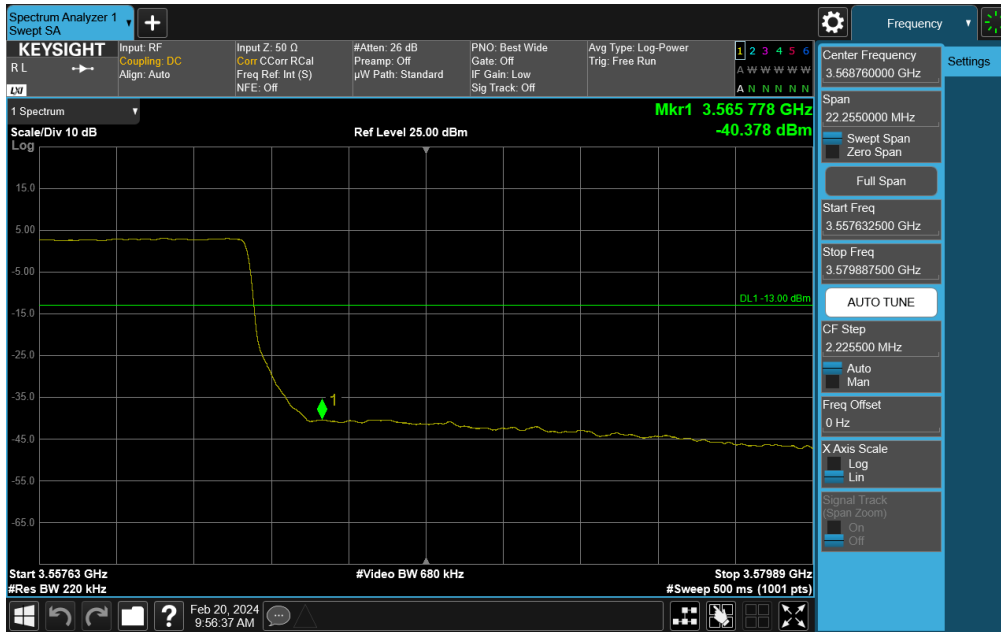 Spectrum Analyzer 1
Swept SA
+
Frequency
KEYSIGHT
R L
LXI
Input: RF
Coupling: DC
Align: Auto
Input Z: 50 Ω
Corr CCorr RCal
Freq Ref: Int (S)
NFE: Off
#Atten: 26 dB
Preamp: Off
µW Path: Standard
PNO: Best Wide
Gate: Off
IF Gain: Low
Sig Track: Off
Avg Type: Log-Power
Trig: Free Run
1 2 3 4 5 6
A W W W W W
A N N N N N
1 Spectrum
Mkr1 3.565 778 GHz
Scale/Div 10 dB
Ref Level 25.00 dBm
-40.378 dBm
Log
15.0
5.00
-5.00
DL1 -13.00 dBm
-15.0
-25.0
-35.0
1
-45.0
-55.0
-65.0
Start 3.55763 GHz
#Video BW 680 kHz
Stop 3.57989 GHz
#Res BW 220 kHz
#Sweep 500 ms (1001 pts)
Center Frequency
3.568760000 GHz
Settings
Span
22.2550000 MHz
Swept Span
Zero Span
Full Span
Start Freq
3.557632500 GHz
Stop Freq
3.579887500 GHz
AUTO TUNE
CF Step
2.225500 MHz
Auto
Man
Freq Offset
0 Hz
X Axis Scale
Log
Lin
Signal Track
(Span Zoom)
On
Off
?
Feb 20, 2024
9:56:37 AM